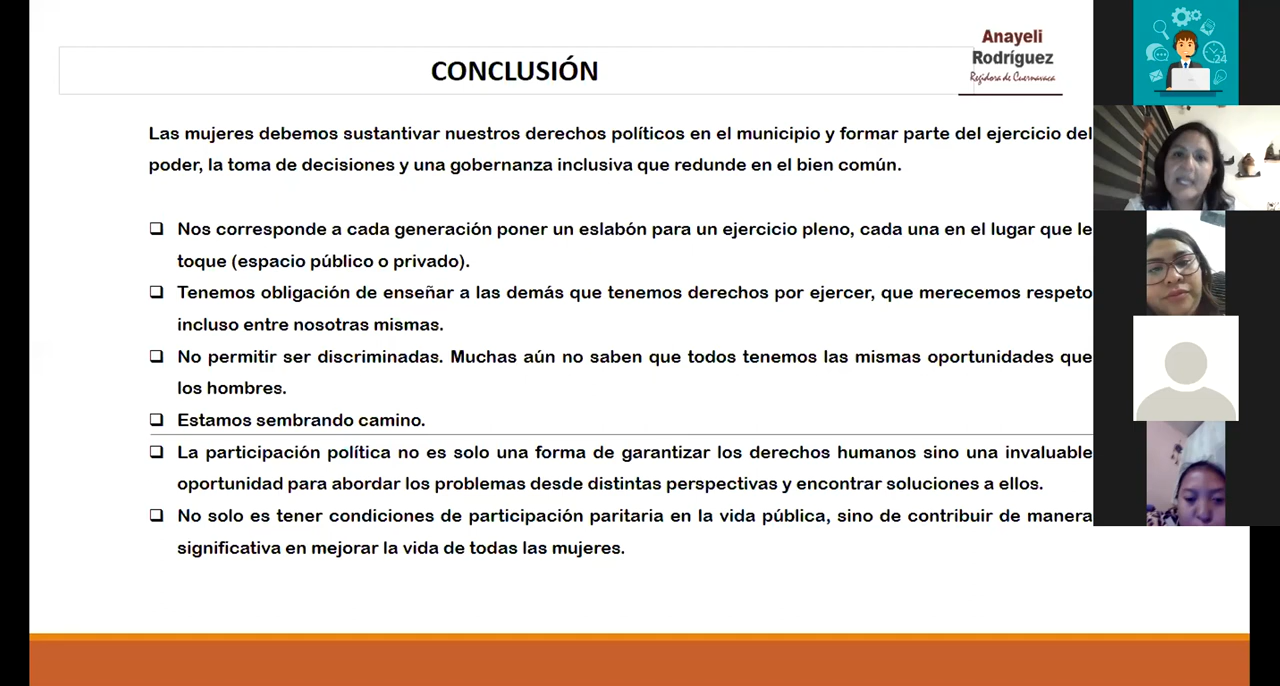 Anayeli
Rodríguez
Regidora de Cuernavaca
CONCLUSIÓN
Las mujeres debemos sustantivar nuestros derechos políticos en el municipio y formar parte del ejercicio del
poder, la toma de decisiones y una gobernanza inclusiva que redunde en el bien común.
❑ Nos corresponde a cada generación poner un eslabón para un ejercicio pleno, cada una en el lugar que le
toque (espacio público o privado).
❑ Tenemos obligación de enseñar a las demás que tenemos derechos por ejercer, que merecemos respeto
incluso entre nosotras mismas.
❑ No permitir ser discriminadas. Muchas aún no saben que todos tenemos las mismas oportunidades que
los hombres.
❑ Estamos sembrando camino.
❑ La participación política no es solo una forma de garantizar los derechos humanos sino una invaluable
oportunidad para abordar los problemas desde distintas perspectivas y encontrar soluciones a ellos.
❑ No solo es tener condiciones de participación paritaria en la vida pública, sino de contribuir de manera
significativa en mejorar la vida de todas las mujeres.
24